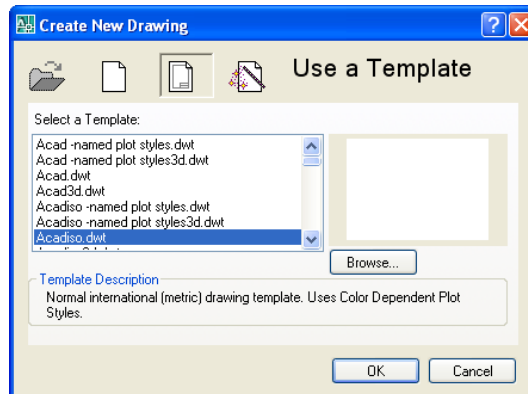 Create New Drawing
Use a Template
Select a Template:
Acad -named plot styles.dwt
Acad -named plot styles3d.dwt
Acad.dwt
Acad3d.dwt
Acadiso -named plot styles.dwt
Acadiso -named plot styles3d.dwt
Acadiso.dwt
Browse...
Template Description
Normal international (metric) drawing template. Uses Color Dependent Plot
Styles.
OK
Cancel